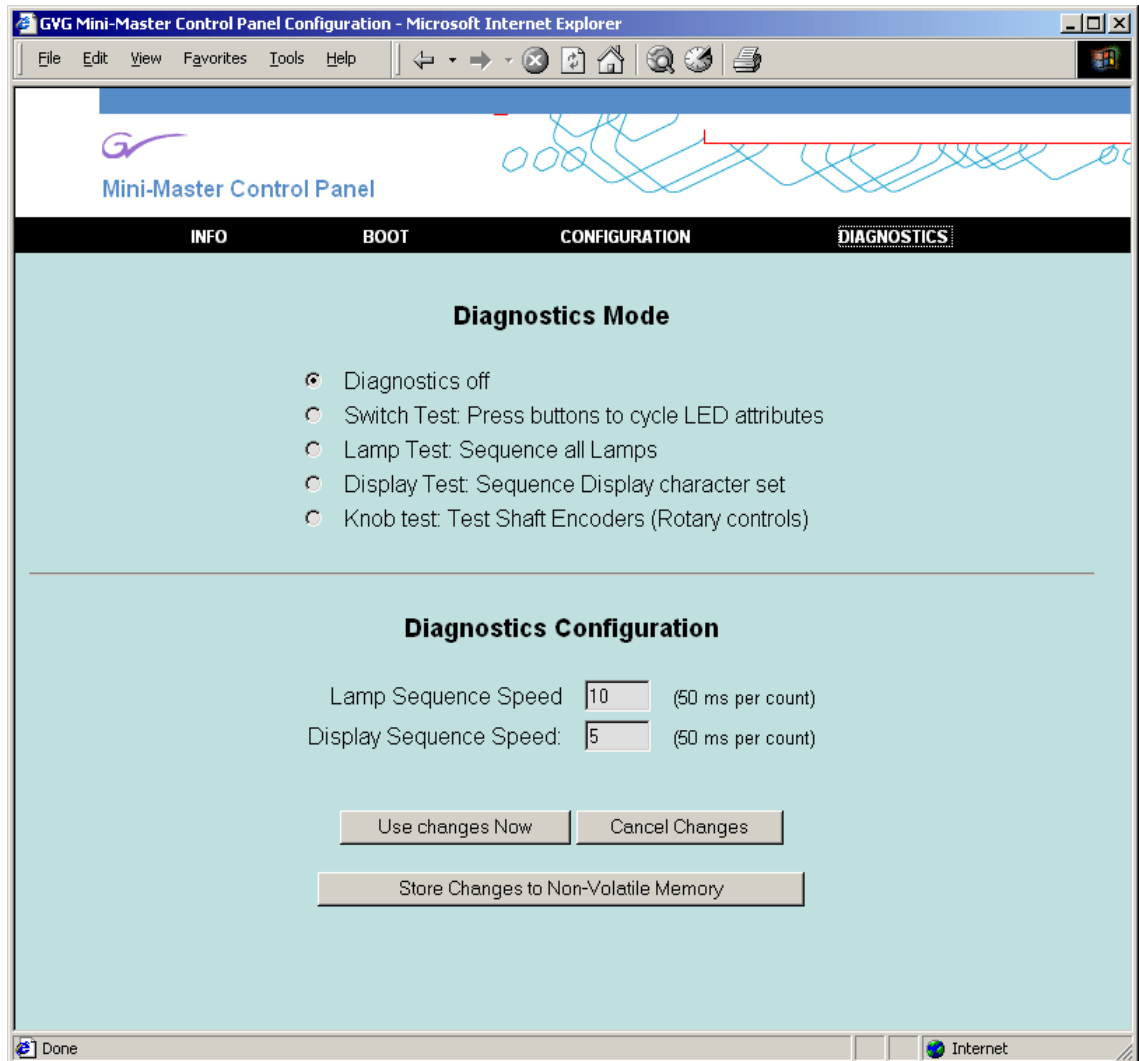 GVG Mini-Master Control Panel Configuration - Microsoft Internet Explorer
File Edit View Favorites Tools Help
Mini-Master Control Panel
INFO BOOT CONFIGURATION DIAGNOSTICS
Diagnostics Mode
Diagnostics off
Switch Test: Press buttons to cycle LED attributes
Lamp Test: Sequence all Lamps
Display Test: Sequence Display character set
Knob test: Test Shaft Encoders (Rotary controls)
Diagnostics Configuration
Lamp Sequence Speed 10 (50 ms per count)
Display Sequence Speed: 5 (50 ms per count)
Use changes Now Cancel Changes
Store Changes to Non-Volatile Memory
Done Internet